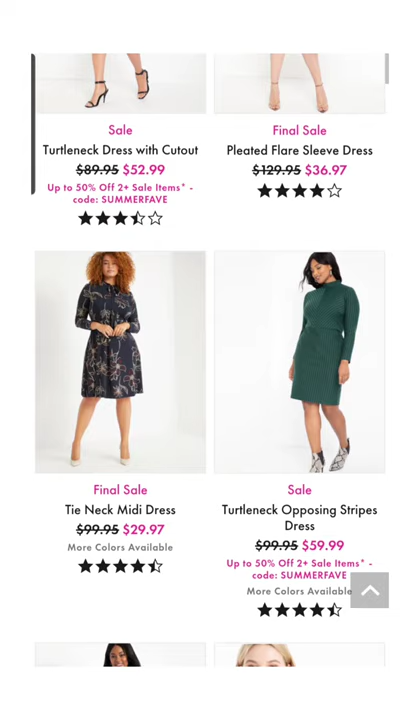 Sale
Turtleneck Dress with Cutout
$89.95 $52.99
Up to 50% Off 2+ Sale Items* -
code: SUMMERFAVE
Final Sale
Pleated Flare Sleeve Dress
$129.95 $36.97
Final Sale
Tie Neck Midi Dress
$99.95 $29.97
More Colors Available
Sale
Turtleneck Opposing Stripes
Dress
$99.95 $59.99
Up to 50% Off 2+ Sale Items* -
code: SUMMERFAVE
More Colors Available